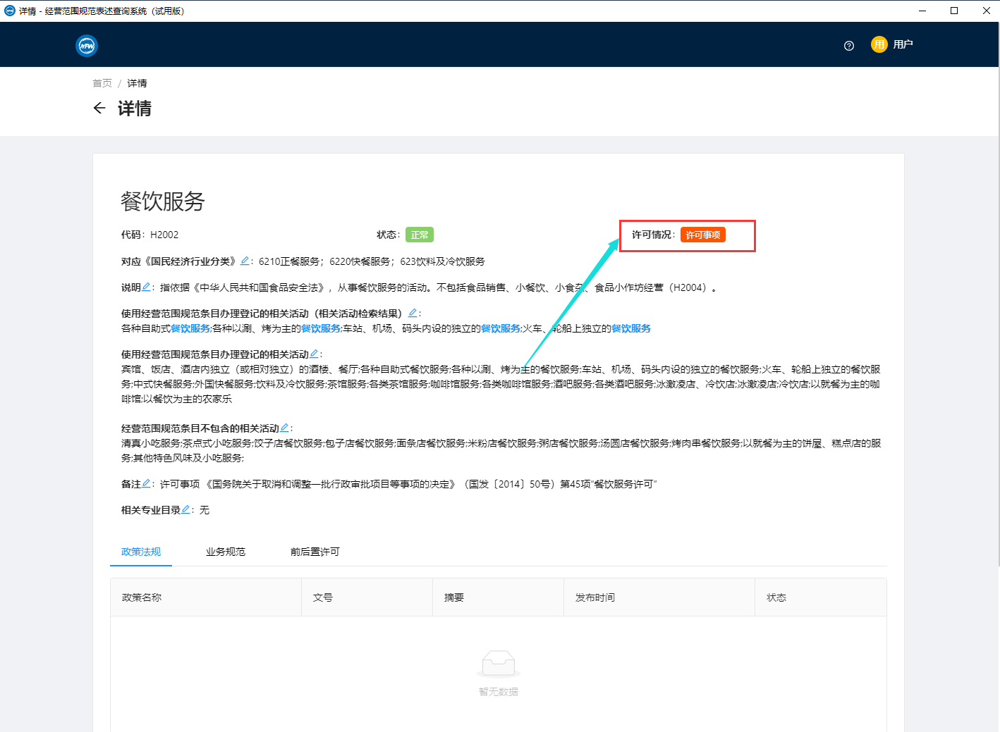 详情 - 经营范围规范表述查询系统（试用版）
用 用户
首页 / 详情
详情
餐饮服务
代码：H2002 状态：正常 许可情况：许可事项
对应《国民经济行业分类》：6210正餐服务；6220快餐服务；623饮料及冷饮服务
说明：指依据《中华人民共和国食品安全法》，从事餐饮服务的活动。不包括食品销售、小餐饮、小食杂、食品小作坊经营（H2004）。
使用经营范围规范条目办理登记的相关活动（相关活动检索结果）：
各种自助式餐饮服务;各种以涮、烤为主的餐饮服务;车站、机场、码头内设的独立的餐饮服务;火车、轮船上独立的餐饮服务
使用经营范围规范条目办理登记的相关活动：
宾馆、饭店、酒店内独立（或相对独立）的酒楼、餐厅;各种自助式餐饮服务;各种以涮、烤为主的餐饮服务;车站、机场、码头内设的独立的餐饮服务;火车、轮船上独立的餐饮服
务;中式快餐服务;外国快餐服务;饮料及冷饮服务;茶馆服务;各类茶馆服务;咖啡馆服务;各类咖啡馆服务;酒吧服务;各类酒吧服务;冰激凌店、冷饮店;冰激凌店;冷饮店;以就餐为主的咖
啡馆;以餐饮为主的农家乐
经营范围规范条目不包含的相关活动：
清真小吃服务;茶点式小吃服务;饺子店餐饮服务;包子店餐饮服务;面条店餐饮服务;米粉店餐饮服务;粥店餐饮服务;汤圆店餐饮服务;烤肉串餐饮服务;以就餐为主的饼屋、糕点店的服
务;其他特色风味及小吃服务;
备注：许可事项 《国务院关于取消和调整一批行政审批项目等事项的决定》（国发〔2014〕50号）第45项“餐饮服务许可”
相关专业目录：无
政策法规 业务规范 前后置许可
政策名称 文号 摘要 发布时间 状态
暂无数据